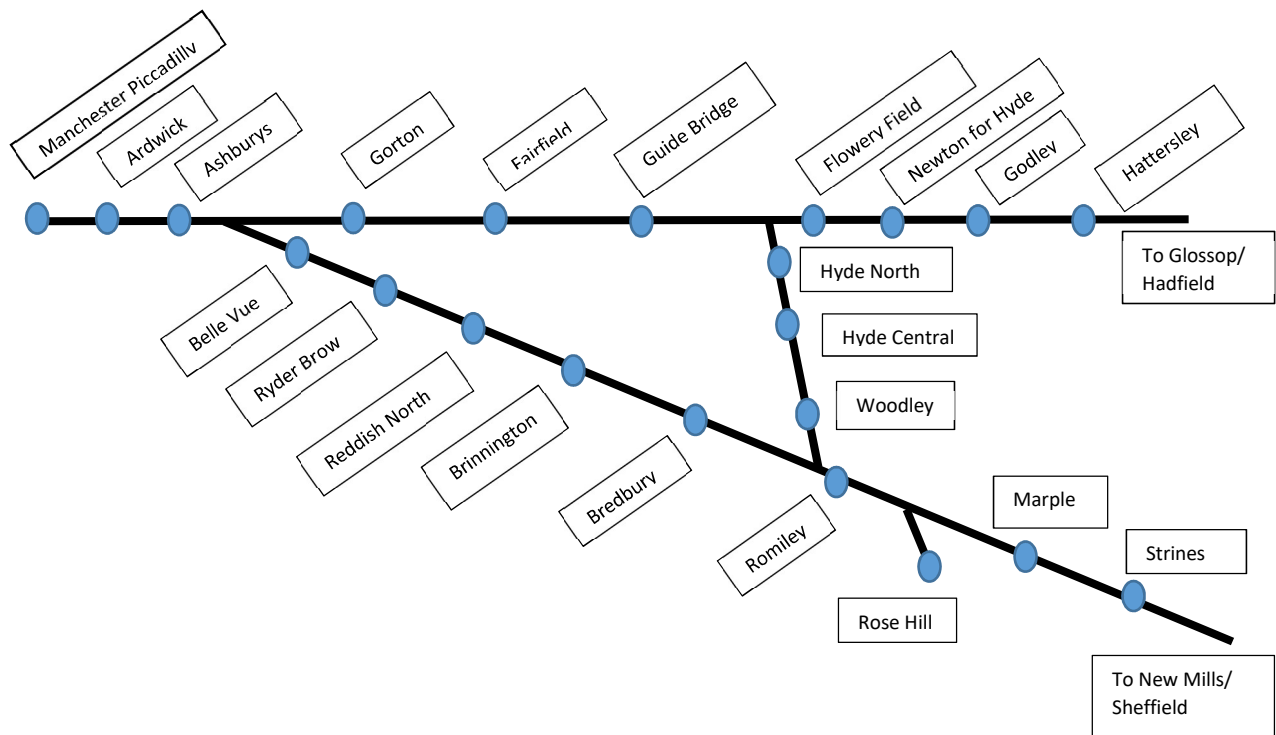 Manchester Piccadilly
Ardwick
Ashburys
Gorton
Fairfield
Guide Bridge
Flowery Field
Newton for Hyde
Godley
Hattersley
To Glossop/
Hadfield
Hyde North
Hyde Central
Woodley
Belle Vue
Ryder Brow
Reddish North
Brinnington
Bredbury
Romiley
Rose Hill
Marple
Strines
To New Mills/
Sheffield